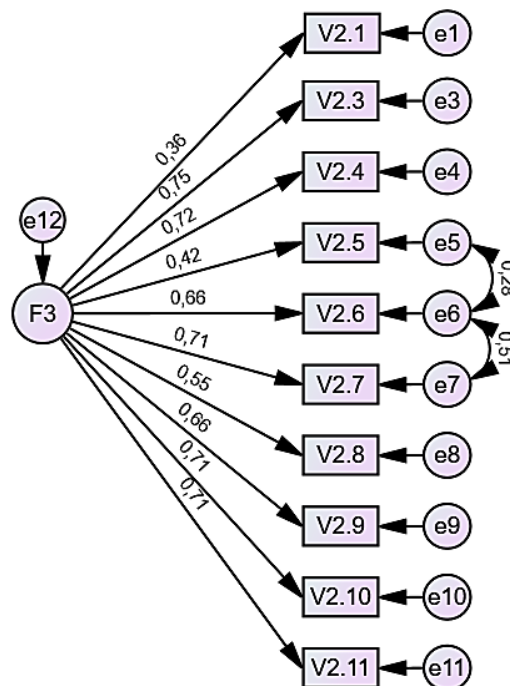 V2.1
e1
0,36
V2.3
e3
0,75
V2.4
e4
0,72
e12
V2.5
e5
0,42
0,28
F3
V2.6
e6
0,66
0,51
V2.7
e7
0,71
V2.8
e8
0,55
V2.9
e9
0,66
V2.10
e10
0,71
V2.11
e11
0,71